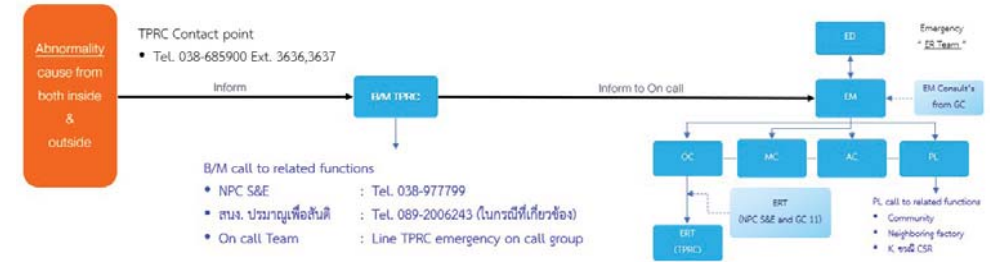 Abnormality
cause from
both inside
&
outside
TPRC Contact point
• Tel. 038-685900 Ext. 3636,3637
Inform
B/M TPRC
Inform to On call
ED
Emergency
" ER Team "
EM
EM Consult's
from GC
OC
MC
AC
PL
B/M call to related functions
• NPC S&E : Tel. 038-977799
▪ สนง. ปรมาณูเพื่อสันติ : Tel. 089-2006243 (ในกรณีที่เกี่ยวข้อง)
• On call Team : Line TPRC emergency on call group
ERT
(NPC S&E and GC 11)
ERT
(TPRC)
PL call to related functions
• Community
• Neighboring factory
• K. CSR